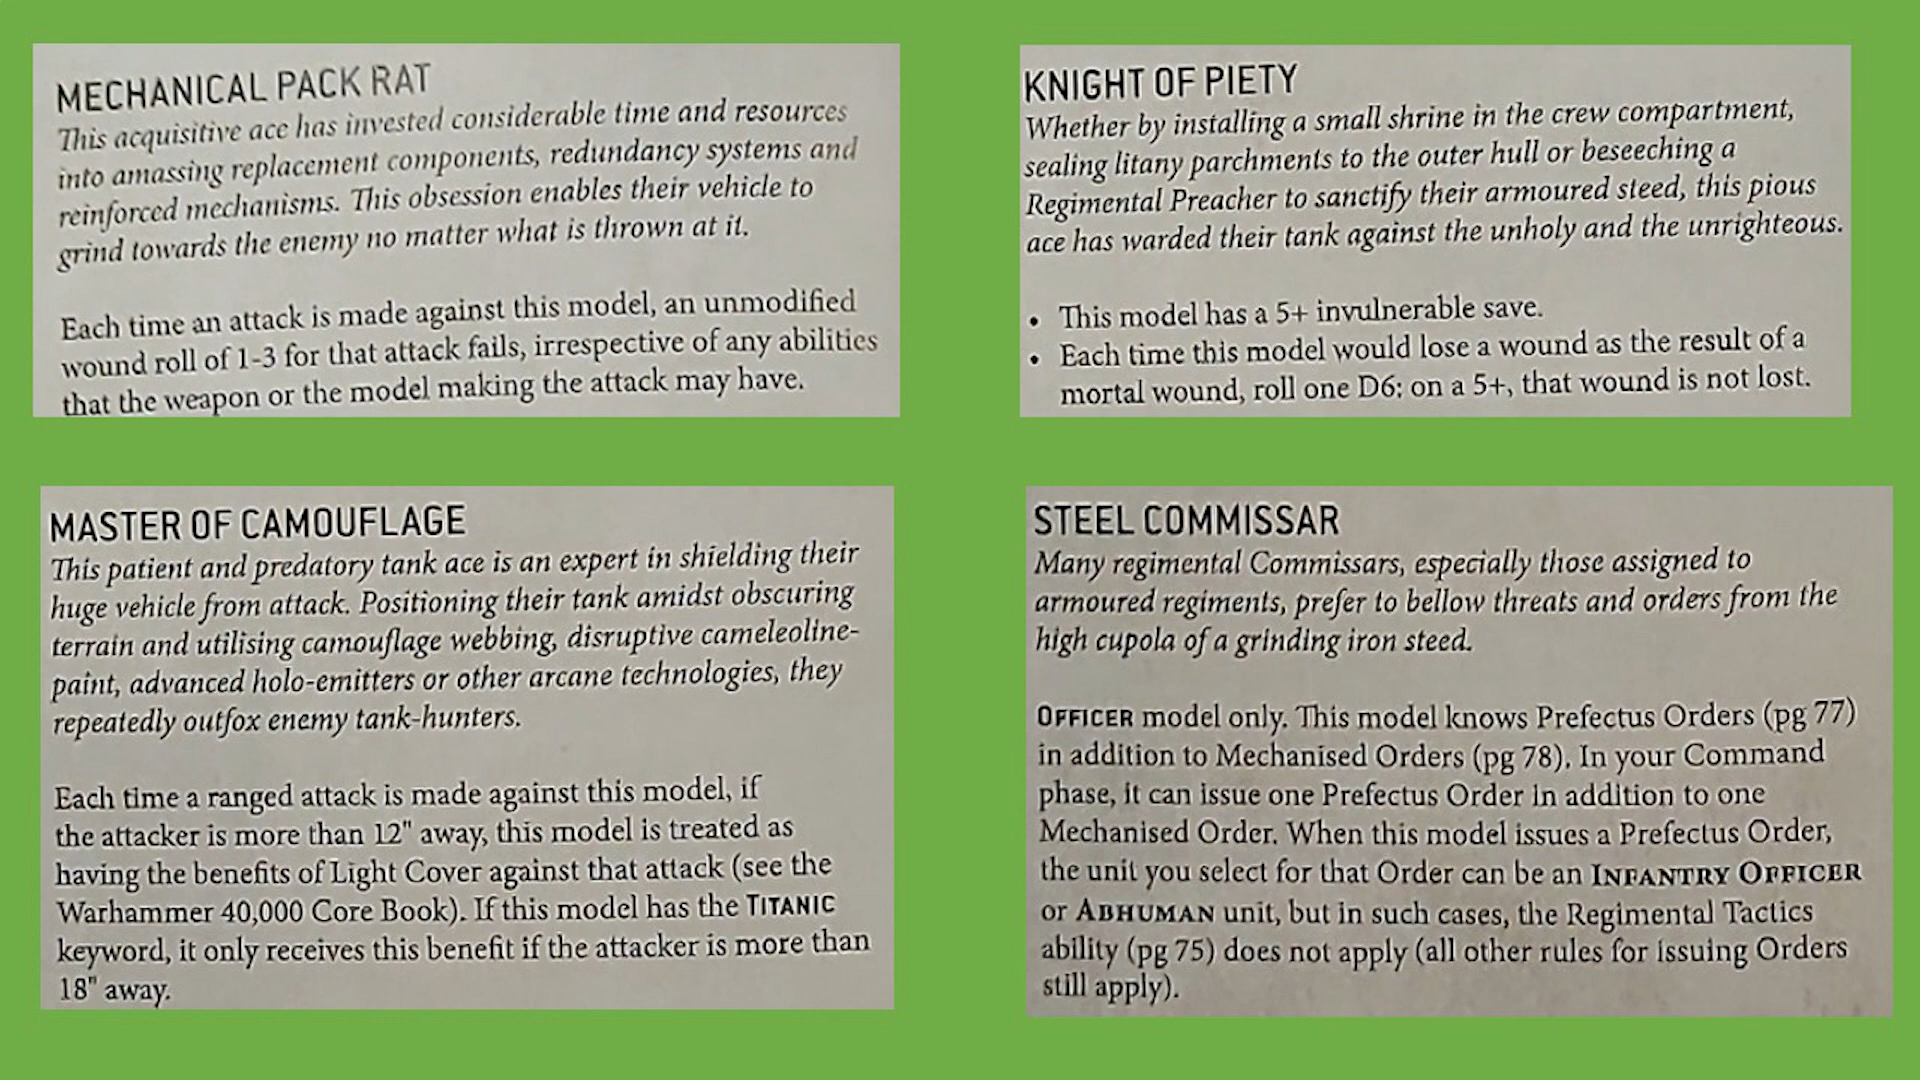 MECHANICAL PACK RAT
This acquisitive ace has invested considerable time and resources
into amassing replacement components, redundancy systems and
reinforced mechanisms. This obsession enables their vehicle to
grind towards the enemy no matter what is thrown at it.
Each time an attack is made against this model, an unmodified
wound roll of 1-3 for that attack fails, irrespective of any abilities
that the weapon or the model making the attack may have.
KNIGHT OF PIETY
Whether by installing a small shrine in the crew compartment,
sealing litany parchments to the outer hull or beseeching a
Regimental Preacher to sanctify their armoured steed, this pious
ace has warded their tank against the unholy and the unrighteous.
• This model has a 5+ invulnerable save.
• Each time this model would lose a wound as the result of a
mortal wound, roll one D6: on a 5+, that wound is not lost.
MASTER OF CAMOUFLAGE
This patient and predatory tank ace is an expert in shielding their
huge vehicle from attack. Positioning their tank amidst obscuring
terrain and utilising camouflage webbing, disruptive cameleoline-
paint, advanced holo-emitters or other arcane technologies, they
repeatedly outfox enemy tank-hunters.
Each time a ranged attack is made against this model, if
the attacker is more than 12" away, this model is treated as
having the benefits of Light Cover against that attack (see the
Warhammer 40,000 Core Book). If this model has the TITANIC
keyword, it only receives this benefit if the attacker is more than
18" away.
STEEL COMMISSAR
Many regimental Commissars, especially those assigned to
armoured regiments, prefer to bellow threats and orders from the
high cupola of a grinding iron steed.
OFFICER model only. This model knows Prefectus Orders (pg 77)
in addition to Mechanised Orders (pg 78). In your Command
phase, it can issue one Prefectus Order in addition to one
Mechanised Order. When this model issues a Prefectus Order,
the unit you select for that Order can be an INFANTRY OFFICER
or ABHUMAN unit, but in such cases, the Regimental Tactics
ability (pg 75) does not apply (all other rules for issuing Orders
still apply).